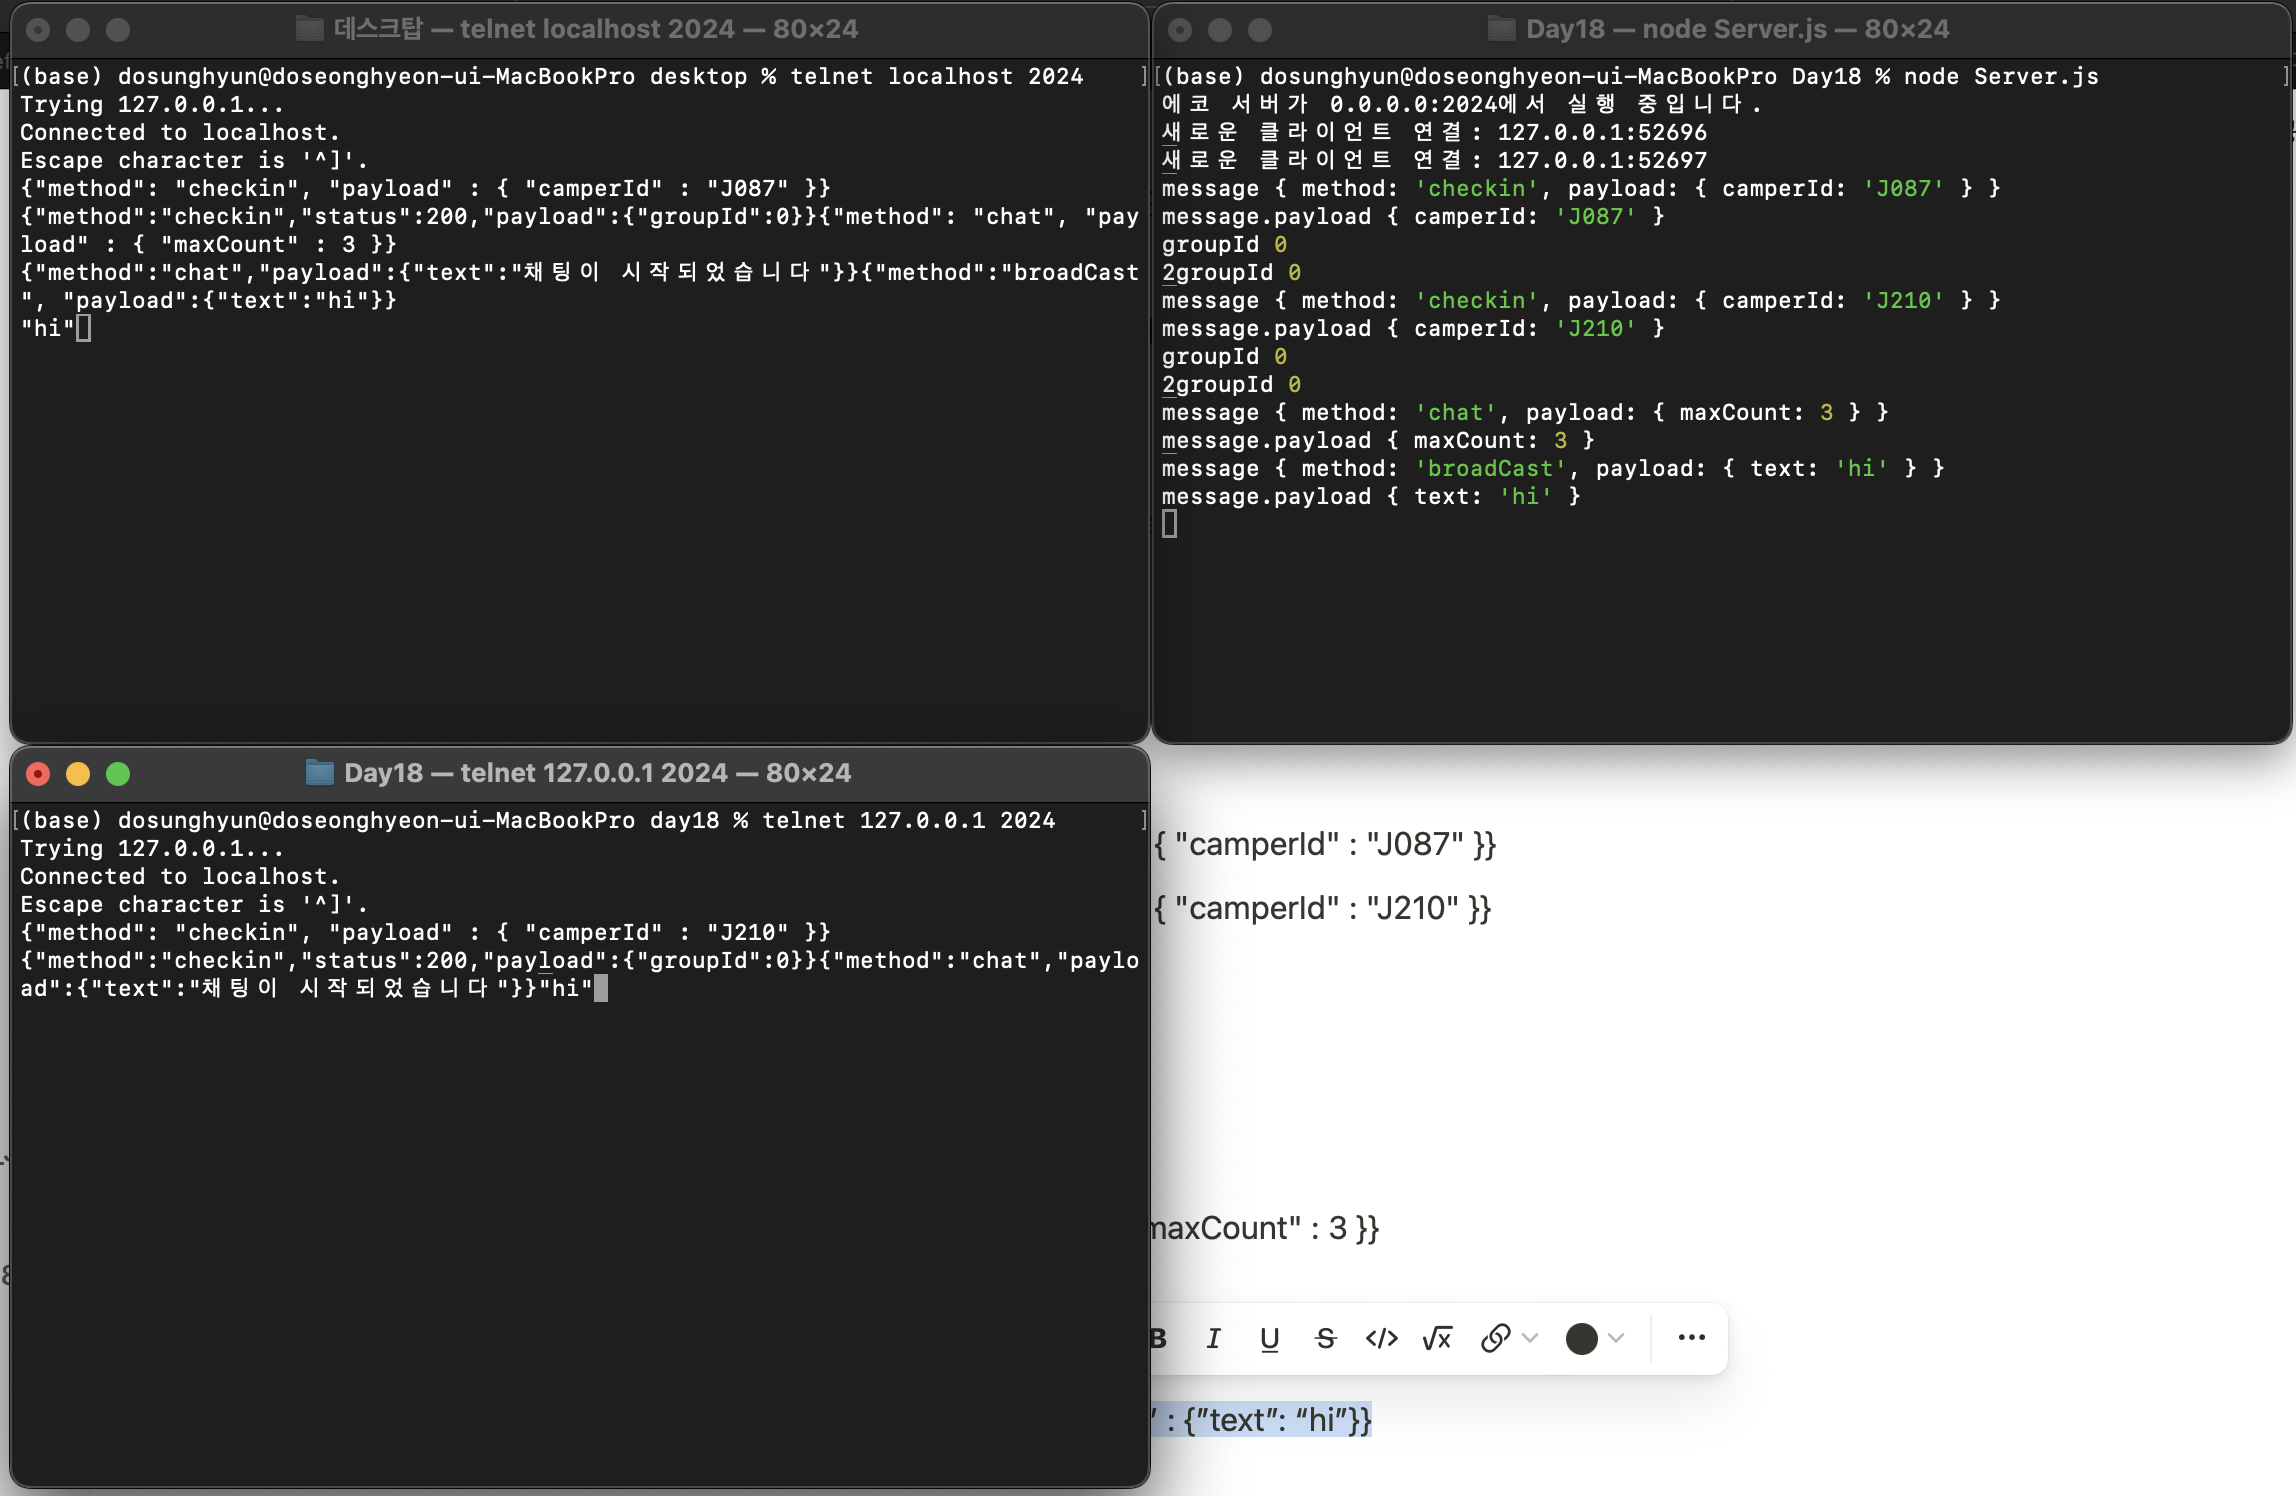 데스크탑 — telnet localhost 2024 — 80×24
[(base) dosunghyun@doseonghyeon-ui-MacBookPro desktop % telnet localhost 2024 ]
Trying 127.0.0.1...
Connected to localhost.
Escape character is '^]'.
{"method": "checkin", "payload" : { "camperId" : "J087" }}
{"method":"checkin","status":200,"payload":{"groupId":0}}{"method": "chat", "pay
load" : { "maxCount" : 3 }}
{"method":"chat","payload":{"text":"채팅이 시작되었습니다"}}{"method":"broadCast
", "payload":{"text":"hi"}}
"hi"
Day18 — node Server.js — 80×24
[(base) dosunghyun@doseonghyeon-ui-MacBookPro Day18 % node Server.js ]
에코 서버가 0.0.0.0:2024에서 실행 중입니다.
새로운 클라이언트 연결: 127.0.0.1:52696
새로운 클라이언트 연결: 127.0.0.1:52697
message { method: 'checkin', payload: { camperId: 'J087' } }
message.payload { camperId: 'J087' }
groupId 0
2groupId 0
message { method: 'checkin', payload: { camperId: 'J210' } }
message.payload { camperId: 'J210' }
groupId 0
2groupId 0
message { method: 'chat', payload: { maxCount: 3 } }
message.payload { maxCount: 3 }
message { method: 'broadCast', payload: { text: 'hi' } }
message.payload { text: 'hi' }
Day18 — telnet 127.0.0.1 2024 — 80×24
[(base) dosunghyun@doseonghyeon-ui-MacBookPro day18 % telnet 127.0.0.1 2024 ]
Trying 127.0.0.1...
Connected to localhost.
Escape character is '^]'.
{"method": "checkin", "payload" : { "camperId" : "J210" }}
{"method":"checkin","status":200,"payload":{"groupId":0}}{"method":"chat","paylo
ad":{"text":"채팅이 시작되었습니다"}}"hi"
{ "camperId" : "J087" }}
{ "camperId" : "J210" }}
maxCount" : 3 }}
B I U S </> √x
” : {”text”: “hi”}}